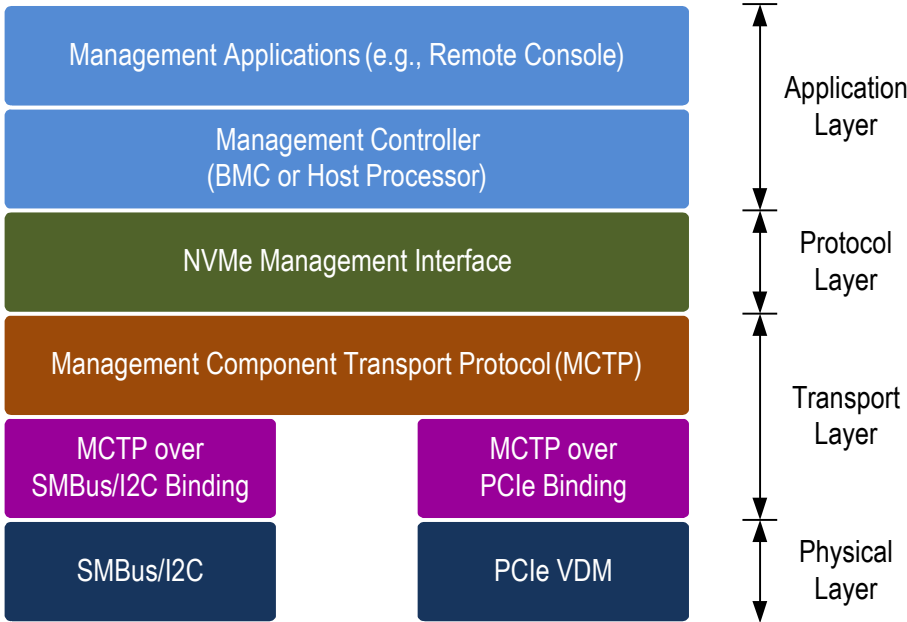 Management Applications (e.g., Remote Console)
Application
Layer
Management Controller
(BMC or Host Processor)
NVMe Management Interface
Protocol
Layer
Management Component Transport Protocol (MCTP)
Transport
Layer
MCTP over
SMBus/I2C Binding
MCTP over
PCIe Binding
SMBus/I2C
PCIe VDM
Physical
Layer